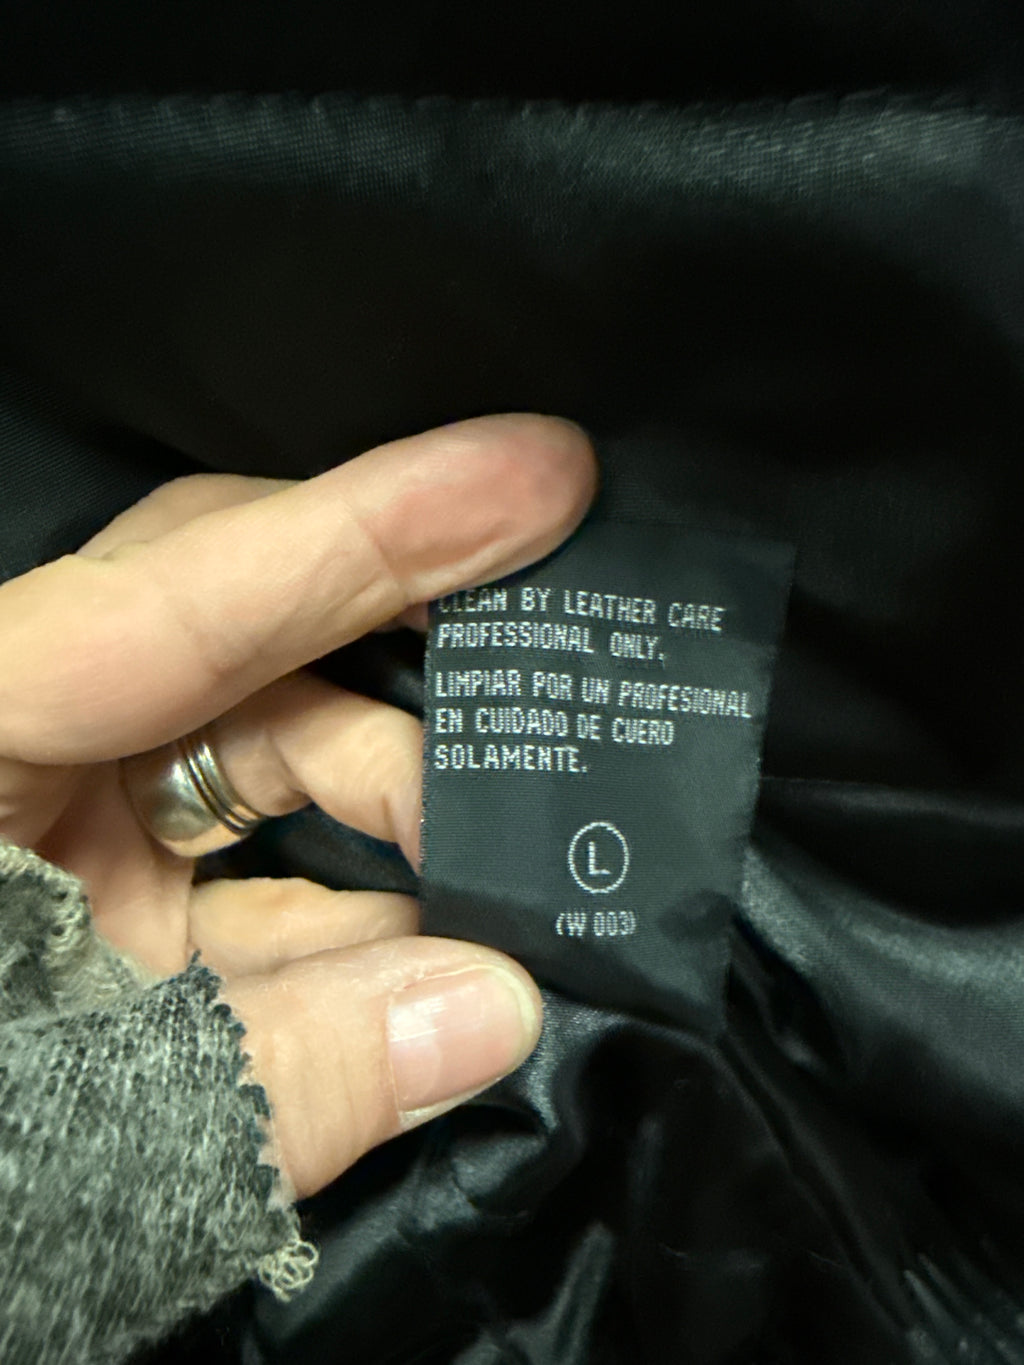 CLEAN BY LEATHER CARE
PROFESSIONAL ONLY.
LIMPIAR POR UN PROFESIONAL
EN CUIDADO DE CUERO
SOLAMENTE.
L
(W 003)